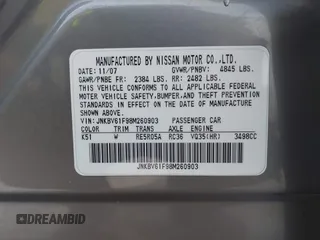 MANUFACTURED BY NISSAN MOTOR CO.,LTD.
DATE: 11/07 GVWR/PNBV: 4845 LBS.
GAWR/PNBE FR: 2384 LBS. RR: 2482 LBS.
THIS VEHICLE CONFORMS TO ALL APPLICABLE
FEDERAL MOTOR VEHICLE SAFETY, BUMPER,
AND THEFT PREVENTION STANDARDS IN
EFFECT ON THE DATE OF MANUFACTURE
SHOWN ABOVE.
VIN: JNKBV61F98M260903 PASSENGER CAR
COLOR TRIM TRANS AXLE ENGINE
K51 W RE5R05A RC36 VQ35(HR) 3498CC
JNKBV61F98M260903
©DREAMBID